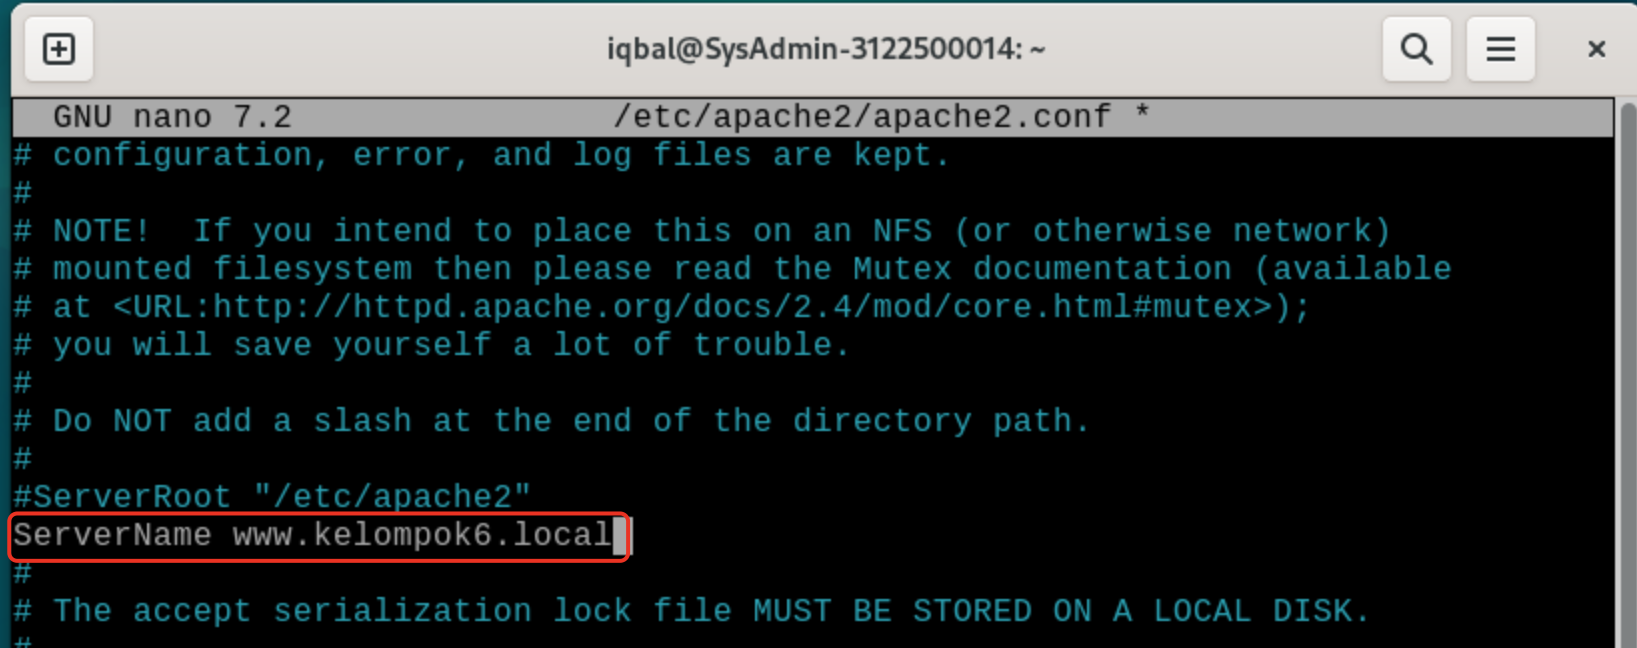 iqbal@SysAdmin-3122500014: ~
GNU nano 7.2 /etc/apache2/apache2.conf *
# configuration, error, and log files are kept.
#
# NOTE!  If you intend to place this on an NFS (or otherwise network)
# mounted filesystem then please read the Mutex documentation (available
# at <URL:http://httpd.apache.org/docs/2.4/mod/core.html#mutex>);
# you will save yourself a lot of trouble.
#
# Do NOT add a slash at the end of the directory path.
#
#ServerRoot "/etc/apache2"
ServerName www.kelompok6.local
#
# The accept serialization lock file MUST BE STORED ON A LOCAL DISK.
#